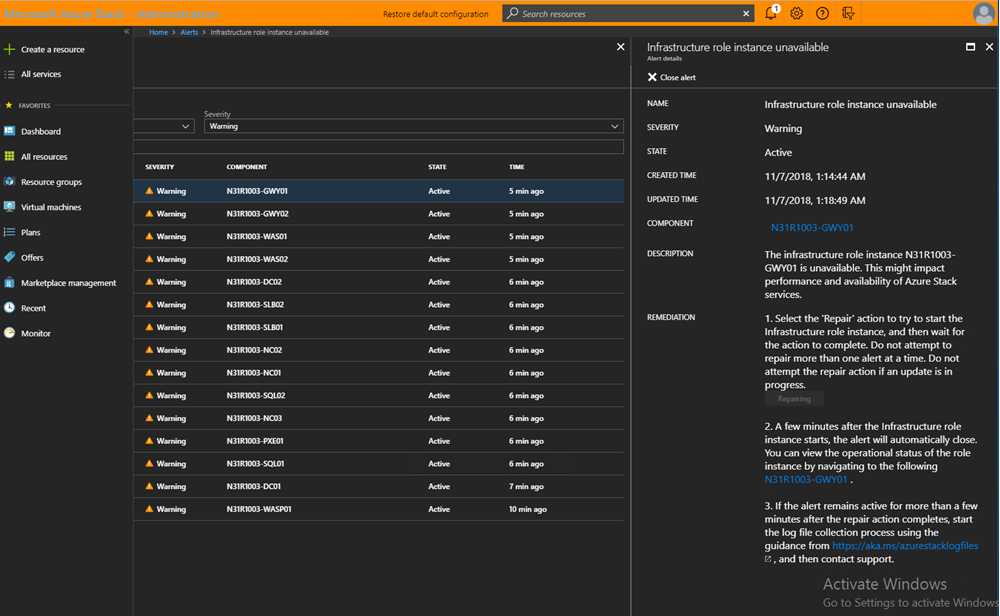 Microsoft Azure Stack - Administration
Restore default configuration
Search resources
1
Home > Alerts > Infrastructure role instance unavailable
Create a resource
All services
FAVORITES
Dashboard
All resources
Resource groups
Virtual machines
Plans
Offers
Marketplace management
Recent
Monitor
Severity
Warning
SEVERITY COMPONENT STATE TIME
Warning N31R1003-GWY01 Active 5 min ago
Warning N31R1003-GWY02 Active 5 min ago
Warning N31R1003-WAS01 Active 5 min ago
Warning N31R1003-WAS02 Active 5 min ago
Warning N31R1003-DC02 Active 6 min ago
Warning N31R1003-SLB02 Active 6 min ago
Warning N31R1003-SLB01 Active 6 min ago
Warning N31R1003-NC02 Active 6 min ago
Warning N31R1003-NC01 Active 6 min ago
Warning N31R1003-SQL02 Active 6 min ago
Warning N31R1003-NC03 Active 6 min ago
Warning N31R1003-PXE01 Active 6 min ago
Warning N31R1003-SQL01 Active 6 min ago
Warning N31R1003-DC01 Active 7 min ago
Warning N31R1003-WASP01 Active 10 min ago
Infrastructure role instance unavailable
Alert details
Close alert
NAME Infrastructure role instance unavailable
SEVERITY Warning
STATE Active
CREATED TIME 11/7/2018, 1:14:44 AM
UPDATED TIME 11/7/2018, 1:18:49 AM
COMPONENT N31R1003-GWY01
DESCRIPTION The infrastructure role instance N31R1003-
GWY01 is unavailable. This might impact
performance and availability of Azure Stack
services.
REMEDIATION 1. Select the 'Repair' action to try to start the
Infrastructure role instance, and then wait for
the action to complete. Do not attempt to
repair more than one alert at a time. Do not
attempt the repair action if an update is in
progress.
Repairing
2. A few minutes after the Infrastructure role
instance starts, the alert will automatically close.
You can view the operational status of the role
instance by navigating to the following
N31R1003-GWY01 .
3. If the alert remains active for more than a few
minutes after the repair action completes, start
the log file collection process using the
guidance from https://aka.ms/azurestacklogfiles
, and then contact support.
Activate Windows
Go to Settings to activate Windows